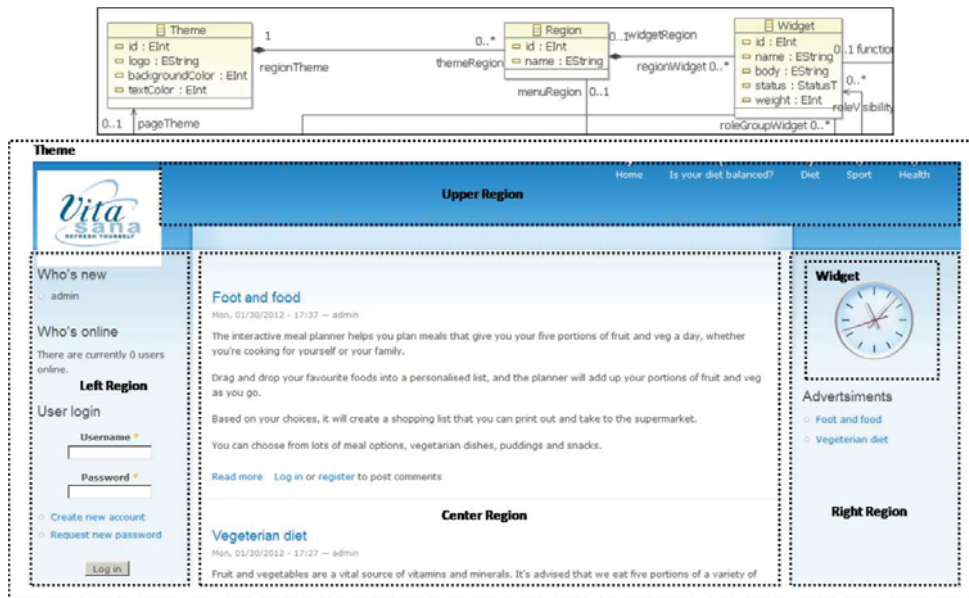 Theme
id : EInt
logo : EString
backgroundColor : EInt
textColor : EInt
1
regionTheme
0..*
themeRegion
Region
id : EInt
name : EString
menuRegion 0..1
0..1 widgetRegion
regionWidget 0..*
Widget
id : EInt
name : EString
body : EString
status : StatusT
weight : EInt
0..1 function
0..*
roleVisibility
0..1 pageTheme
roleGroupWidget 0..*
Theme
Vita
sana
REFRESH YOURSELF
Upper Region
Home Is your diet balanced? Diet Sport Health
Who's new
admin
Who's online
There are currently 0 users
online.
Left Region
User login
Username *
Password *
Create new account
Request new password
Log in
Foot and food
Mon, 01/30/2012 - 17:37 — admin
The interactive meal planner helps you plan meals that give you your five portions of fruit and veg a day, whether
you're cooking for yourself or your family.
Drag and drop your favourite foods into a personalised list, and the planner will add up your portions of fruit and veg
as you go.
Based on your choices, it will create a shopping list that you can print out and take to the supermarket.
You can choose from lots of meal options, vegetarian dishes, puddings and snacks.
Read more Log in or register to post comments
Center Region
Vegeterian diet
Mon, 01/30/2012 - 17:27 — admin
Fruit and vegetables are a vital source of vitamins and minerals. It's advised that we eat five portions of a variety of
Widget
Advertsiments
Foot and food
Vegeterian diet
Right Region